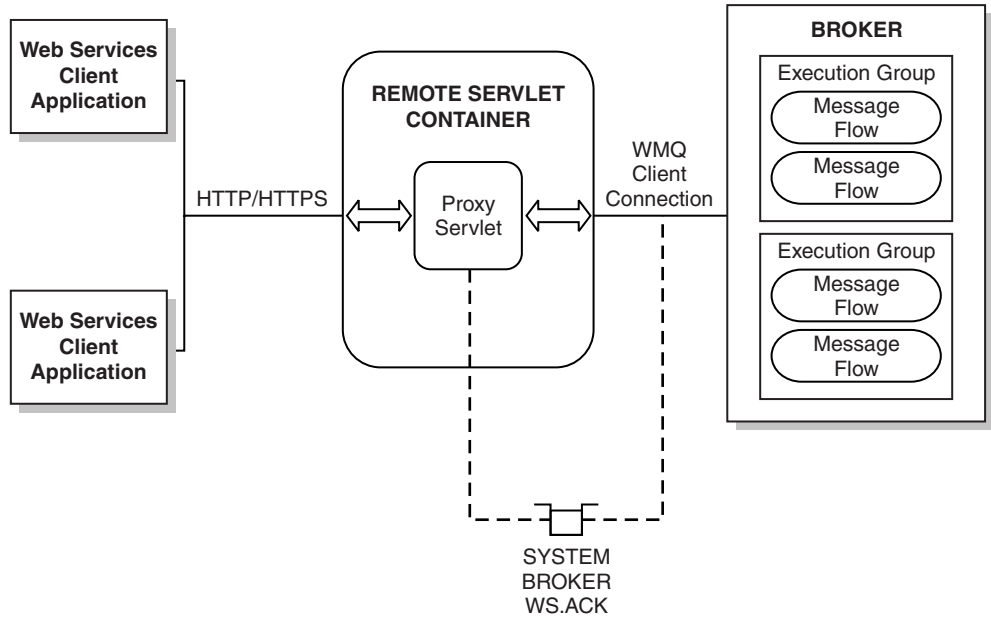 Web Services
Client
Application
Web Services
Client
Application
HTTP/HTTPS
REMOTE SERVLET
CONTAINER
Proxy
Servlet
WMQ
Client
Connection
BROKER
Execution Group
Message
Flow
Message
Flow
Execution Group
Message
Flow
Message
Flow
SYSTEM
BROKER
WS.ACK